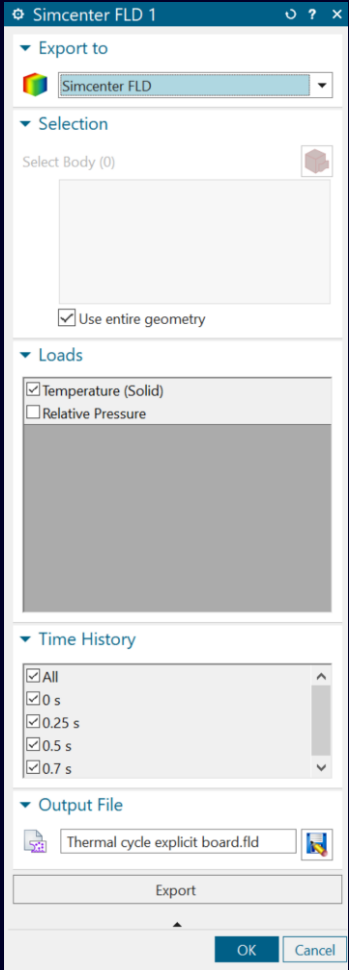 Simcenter FLD 1
Export to
Simcenter FLD
Selection
Select Body (0)
Use entire geometry
Loads
Temperature (Solid)
Relative Pressure
Time History
All
0 s
0.25 s
0.5 s
0.7 s
Output File
Thermal cycle explicit board.fld
Export
OK Cancel